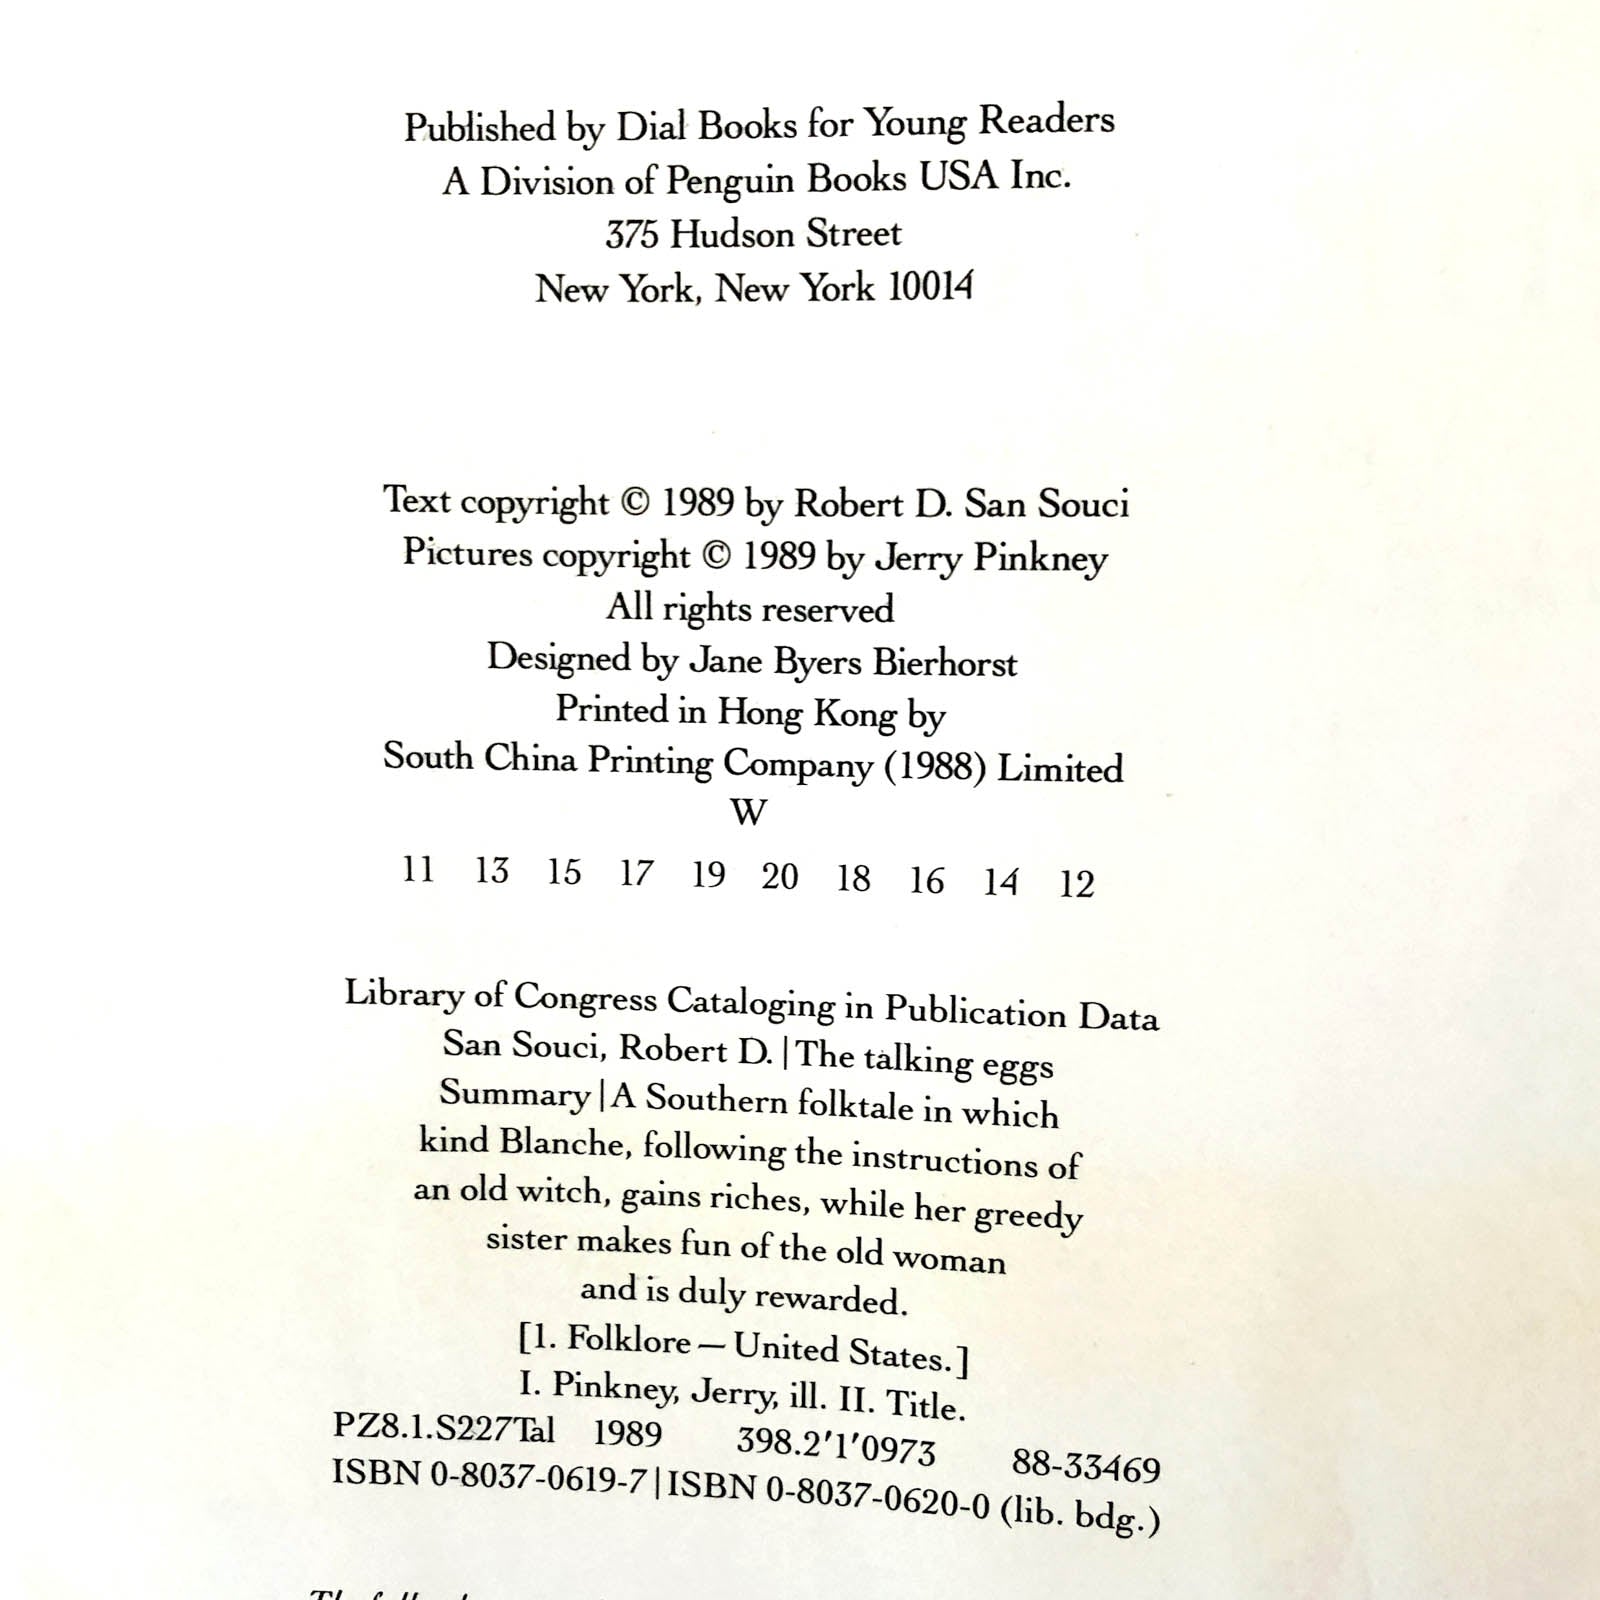 Published by Dial Books for Young Readers
A Division of Penguin Books USA Inc.
375 Hudson Street
New York, New York 10014
Text copyright © 1989 by Robert D. San Souci
Pictures copyright © 1989 by Jerry Pinkney
All rights reserved
Designed by Jane Byers Bierhorst
Printed in Hong Kong by
South China Printing Company (1988) Limited
W
11 13 15 17 19 20 18 16 14 12
Library of Congress Cataloging in Publication Data
San Souci, Robert D. | The talking eggs
Summary | A Southern folktale in which
kind Blanche, following the instructions of
an old witch, gains riches, while her greedy
sister makes fun of the old woman
and is duly rewarded.
[1. Folklore — United States.]
I. Pinkney, Jerry, ill. II. Title.
PZ8.1.S227Tal 1989 398.2'1'0973 88-33469
ISBN 0-8037-0619-7 | ISBN 0-8037-0620-0 (lib. bdg.)